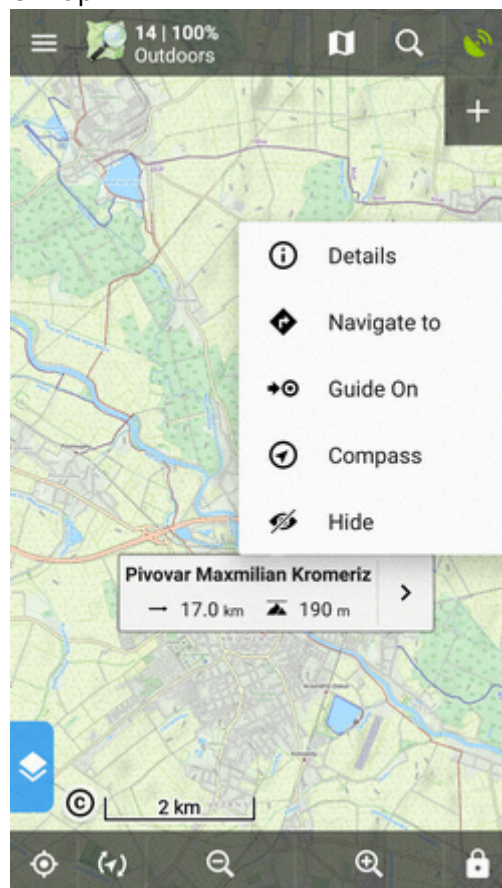 14 | 100%
Outdoors
Details
Navigate to
Guide On
Compass
Hide
Pivovar Maxmilian Kromeriz
17.0 km 190 m
© 2 km